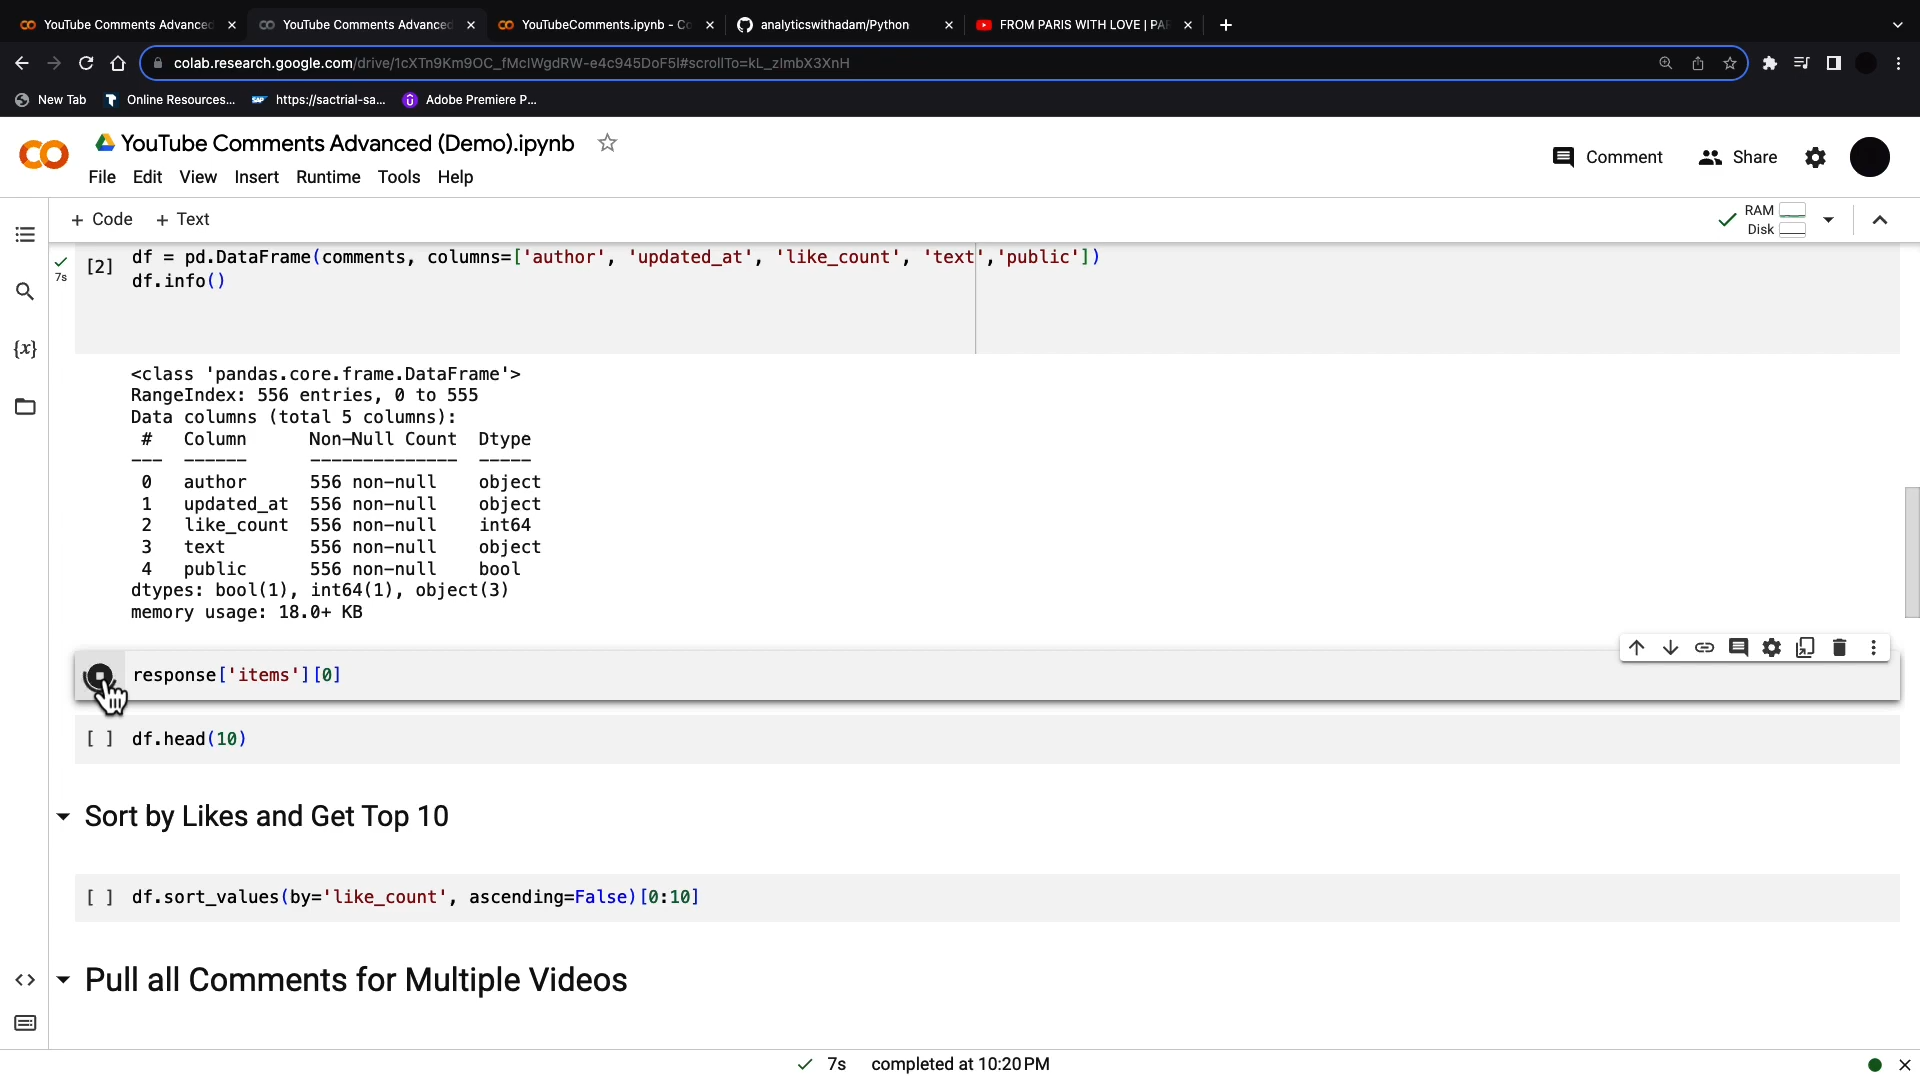 YouTube Comments Advanced
YouTube Comments Advanced
YouTubeComments.ipynb - Co
analyticswithadam/Python
FROM PARIS WITH LOVE | PAR
colab.research.google.com/drive/1cXTn9Km9OC_fMcIWgdRW-e4c945DoF5I#scrollTo=kL_zImbX3XnH
New Tab
Online Resources...
https://sactrial-sa...
Adobe Premiere P...
YouTube Comments Advanced (Demo).ipynb
Comment
Share
File Edit View Insert Runtime Tools Help
+ Code + Text
RAM
Disk
7s
[2]
df = pd.DataFrame(comments, columns=['author', 'updated_at', 'like_count', 'text','public'])
df.info()
{x}
<class 'pandas.core.frame.DataFrame'>
RangeIndex: 556 entries, 0 to 555
Data columns (total 5 columns):
# Column Non-Null Count Dtype
--- ------ -------------- -----
0 author 556 non-null object
1 updated_at 556 non-null object
2 like_count 556 non-null int64
3 text 556 non-null object
4 public 556 non-null bool
dtypes: bool(1), int64(1), object(3)
memory usage: 18.0+ KB
response['items'][0]
[ ] df.head(10)
Sort by Likes and Get Top 10
[ ] df.sort_values(by='like_count', ascending=False)[0:10]
Pull all Comments for Multiple Videos
7s completed at 10:20 PM